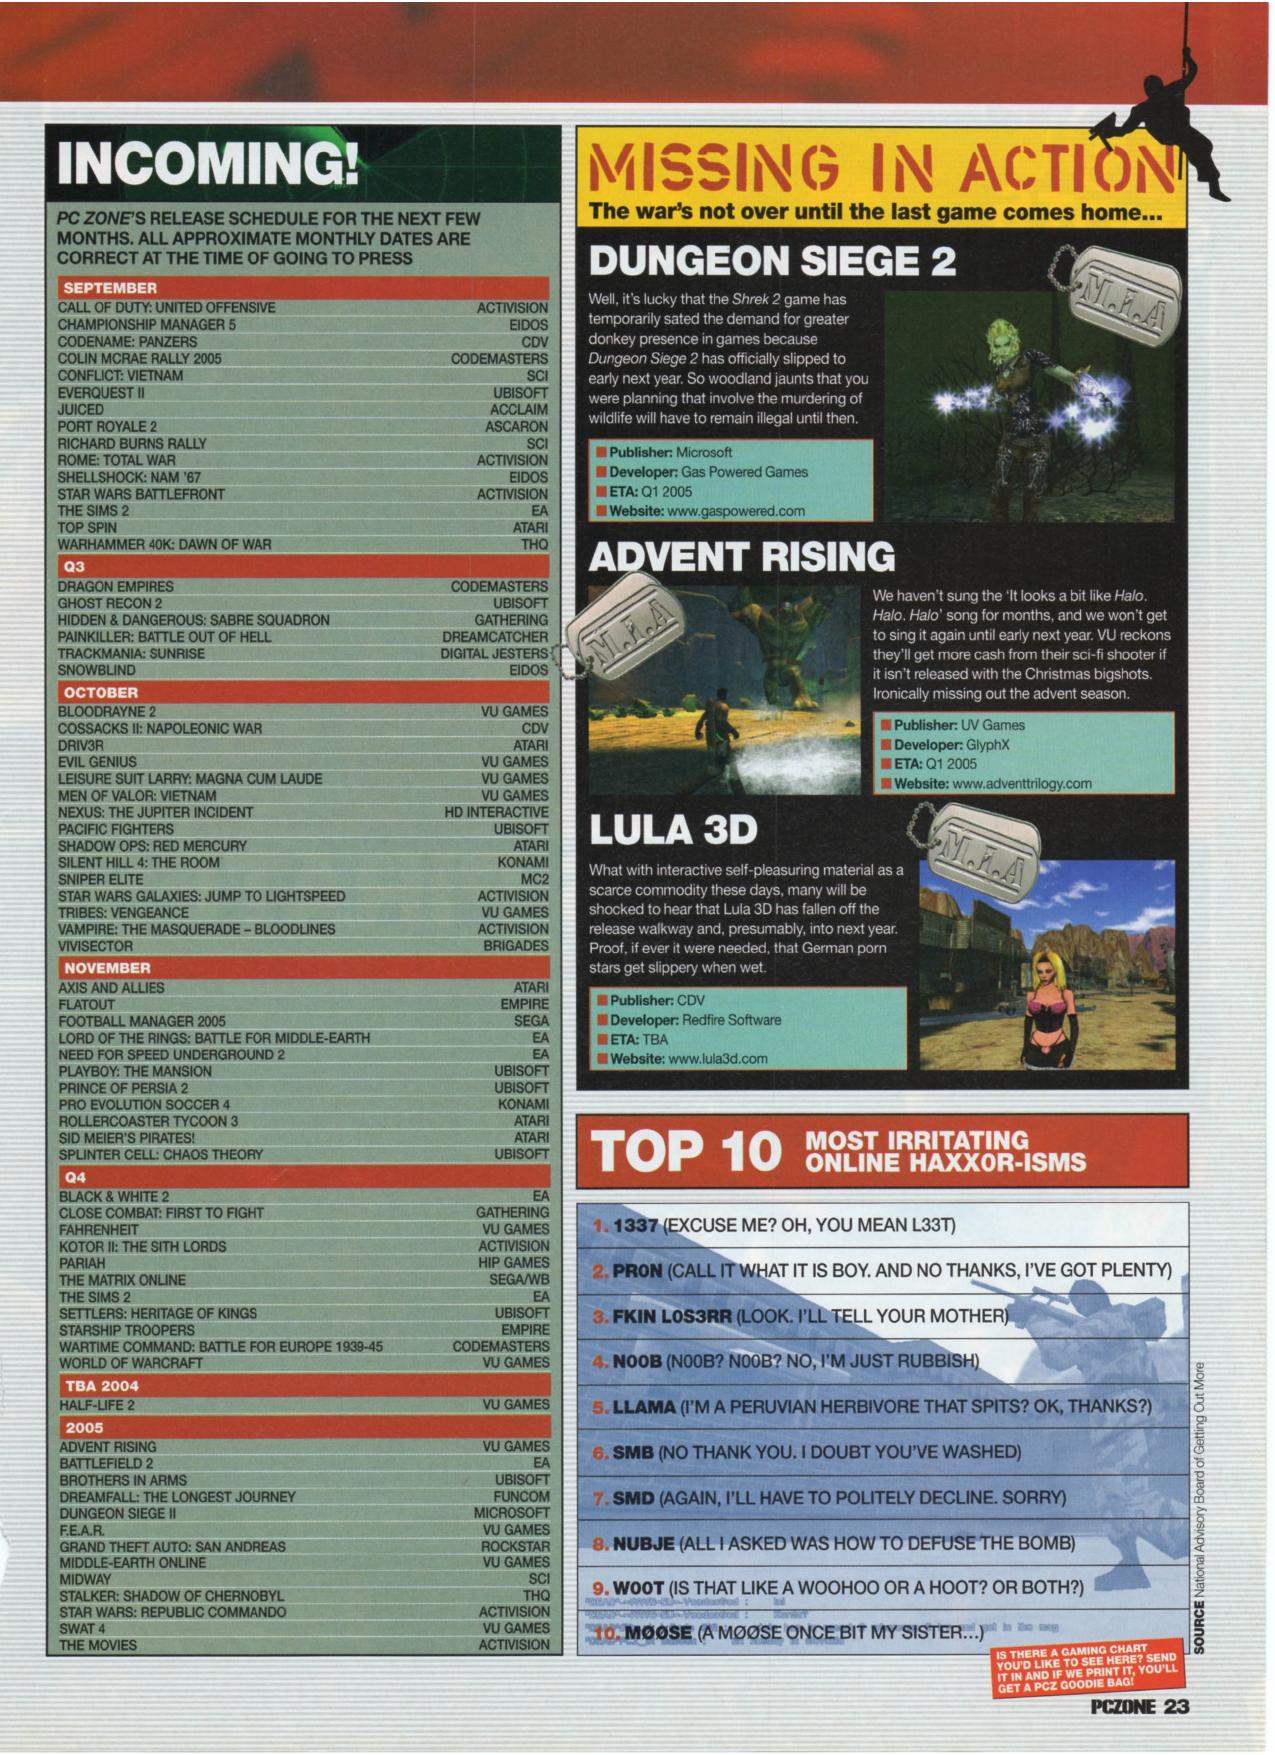 INCOMING!
PC ZONE'S RELEASE SCHEDULE FOR THE NEXT FEW
MONTHS. ALL APPROXIMATE MONTHLY DATES ARE
CORRECT AT THE TIME OF GOING TO PRESS
SEPTEMBER
CALL OF DUTY: UNITED OFFENSIVE ACTIVISION
CHAMPIONSHIP MANAGER 5 EIDOS
CODENAME: PANZERS CDV
COLIN MCRAE RALLY 2005 CODEMASTERS
CONFLICT: VIETNAM SCI
EVERQUEST II UBISOFT
JUICED ACCLAIM
PORT ROYALE 2 ASCARON
RICHARD BURNS RALLY SCI
ROME: TOTAL WAR ACTIVISION
SHELLSHOCK: NAM '67 EIDOS
STAR WARS BATTLEFRONT ACTIVISION
THE SIMS 2 EA
TOP SPIN ATARI
WARHAMMER 40K: DAWN OF WAR THQ
Q3
DRAGON EMPIRES CODEMASTERS
GHOST RECON 2 UBISOFT
HIDDEN & DANGEROUS: SABRE SQUADRON GATHERING
PAINKILLER: BATTLE OUT OF HELL DREAMCATCHER
TRACKMANIA: SUNRISE DIGITAL JESTERS
SNOWBLIND EIDOS
OCTOBER
BLOODRAYNE 2 VU GAMES
COSSACKS II: NAPOLEONIC WAR CDV
DRIV3R ATARI
EVIL GENIUS VU GAMES
LEISURE SUIT LARRY: MAGNA CUM LAUDE VU GAMES
MEN OF VALOR: VIETNAM VU GAMES
NEXUS: THE JUPITER INCIDENT HD INTERACTIVE
PACIFIC FIGHTERS UBISOFT
SHADOW OPS: RED MERCURY ATARI
SILENT HILL 4: THE ROOM KONAMI
SNIPER ELITE MC2
STAR WARS GALAXIES: JUMP TO LIGHTSPEED ACTIVISION
TRIBES: VENGEANCE VU GAMES
VAMPIRE: THE MASQUERADE – BLOODLINES ACTIVISION
VIVISECTOR BRIGADES
NOVEMBER
AXIS AND ALLIES ATARI
FLATOUT EMPIRE
FOOTBALL MANAGER 2005 SEGA
LORD OF THE RINGS: BATTLE FOR MIDDLE-EARTH EA
NEED FOR SPEED UNDERGROUND 2 EA
PLAYBOY: THE MANSION UBISOFT
PRINCE OF PERSIA 2 UBISOFT
PRO EVOLUTION SOCCER 4 KONAMI
ROLLERCOASTER TYCOON 3 ATARI
SID MEIER'S PIRATES! ATARI
SPLINTER CELL: CHAOS THEORY UBISOFT
Q4
BLACK & WHITE 2 EA
CLOSE COMBAT: FIRST TO FIGHT GATHERING
FAHRENHEIT VU GAMES
KOTOR II: THE SITH LORDS ACTIVISION
PARIAH HIP GAMES
THE MATRIX ONLINE SEGA/WB
THE SIMS 2 EA
SETTLERS: HERITAGE OF KINGS UBISOFT
STARSHIP TROOPERS EMPIRE
WARTIME COMMAND: BATTLE FOR EUROPE 1939-45 CODEMASTERS
WORLD OF WARCRAFT VU GAMES
TBA 2004
HALF-LIFE 2 VU GAMES
2005
ADVENT RISING VU GAMES
BATTLEFIELD 2 EA
BROTHERS IN ARMS UBISOFT
DREAMFALL: THE LONGEST JOURNEY FUNCOM
DUNGEON SIEGE II MICROSOFT
F.E.A.R. VU GAMES
GRAND THEFT AUTO: SAN ANDREAS ROCKSTAR
MIDDLE-EARTH ONLINE VU GAMES
MIDWAY SCI
STALKER: SHADOW OF CHERNOBYL THQ
STAR WARS: REPUBLIC COMMANDO ACTIVISION
SWAT 4 VU GAMES
THE MOVIES ACTIVISION
MISSING IN ACTION
The war's not over until the last game comes home...
DUNGEON SIEGE 2
M.I.A
Well, it's lucky that the Shrek 2 game has
temporarily sated the demand for greater
donkey presence in games because
Dungeon Siege 2 has officially slipped to
early next year. So woodland jaunts that you
were planning that involve the murdering of
wildlife will have to remain illegal until then.
Publisher: Microsoft
Developer: Gas Powered Games
ETA: Q1 2005
Website: www.gaspowered.com
ADVENT RISING
M.I.A
We haven't sung the 'It looks a bit like Halo.
Halo. Halo' song for months, and we won't get
to sing it again until early next year. VU reckons
they'll get more cash from their sci-fi shooter if
it isn't released with the Christmas bigshots.
Ironically missing out the advent season.
Publisher: UV Games
Developer: GlyphX
ETA: Q1 2005
Website: www.adventtrilogy.com
LULA 3D
M.I.A
What with interactive self-pleasuring material as a
scarce commodity these days, many will be
shocked to hear that Lula 3D has fallen off the
release walkway and, presumably, into next year.
Proof, if ever it were needed, that German porn
stars get slippery when wet.
Publisher: CDV
Developer: Redfire Software
ETA: TBA
Website: www.lula3d.com
TOP 10 MOST IRRITATING
ONLINE HAXX0R-ISMS
1. 1337 (EXCUSE ME? OH, YOU MEAN L33T)
2. PR0N (CALL IT WHAT IT IS BOY. AND NO THANKS, I'VE GOT PLENTY)
3. FKIN L0S3RR (LOOK. I'LL TELL YOUR MOTHER)
4. N00B (N00B? N00B? NO, I'M JUST RUBBISH)
5. LLAMA (I'M A PERUVIAN HERBIVORE THAT SPITS? OK, THANKS?)
6. SMB (NO THANK YOU. I DOUBT YOU'VE WASHED)
7. SMD (AGAIN, I'LL HAVE TO POLITELY DECLINE. SORRY)
8. NUBJE (ALL I ASKED WAS HOW TO DEFUSE THE BOMB)
9. W00T (IS THAT LIKE A WOOHOO OR A HOOT? OR BOTH?)
10. MØØSE (A MØØSE ONCE BIT MY SISTER...)
SOURCE National Advisory Board of Getting Out More
IS THERE A GAMING CHART
YOU'D LIKE TO SEE HERE? SEND
IT IN AND IF WE PRINT IT, YOU'LL
GET A PCZ GOODIE BAG!
PCZONE 23